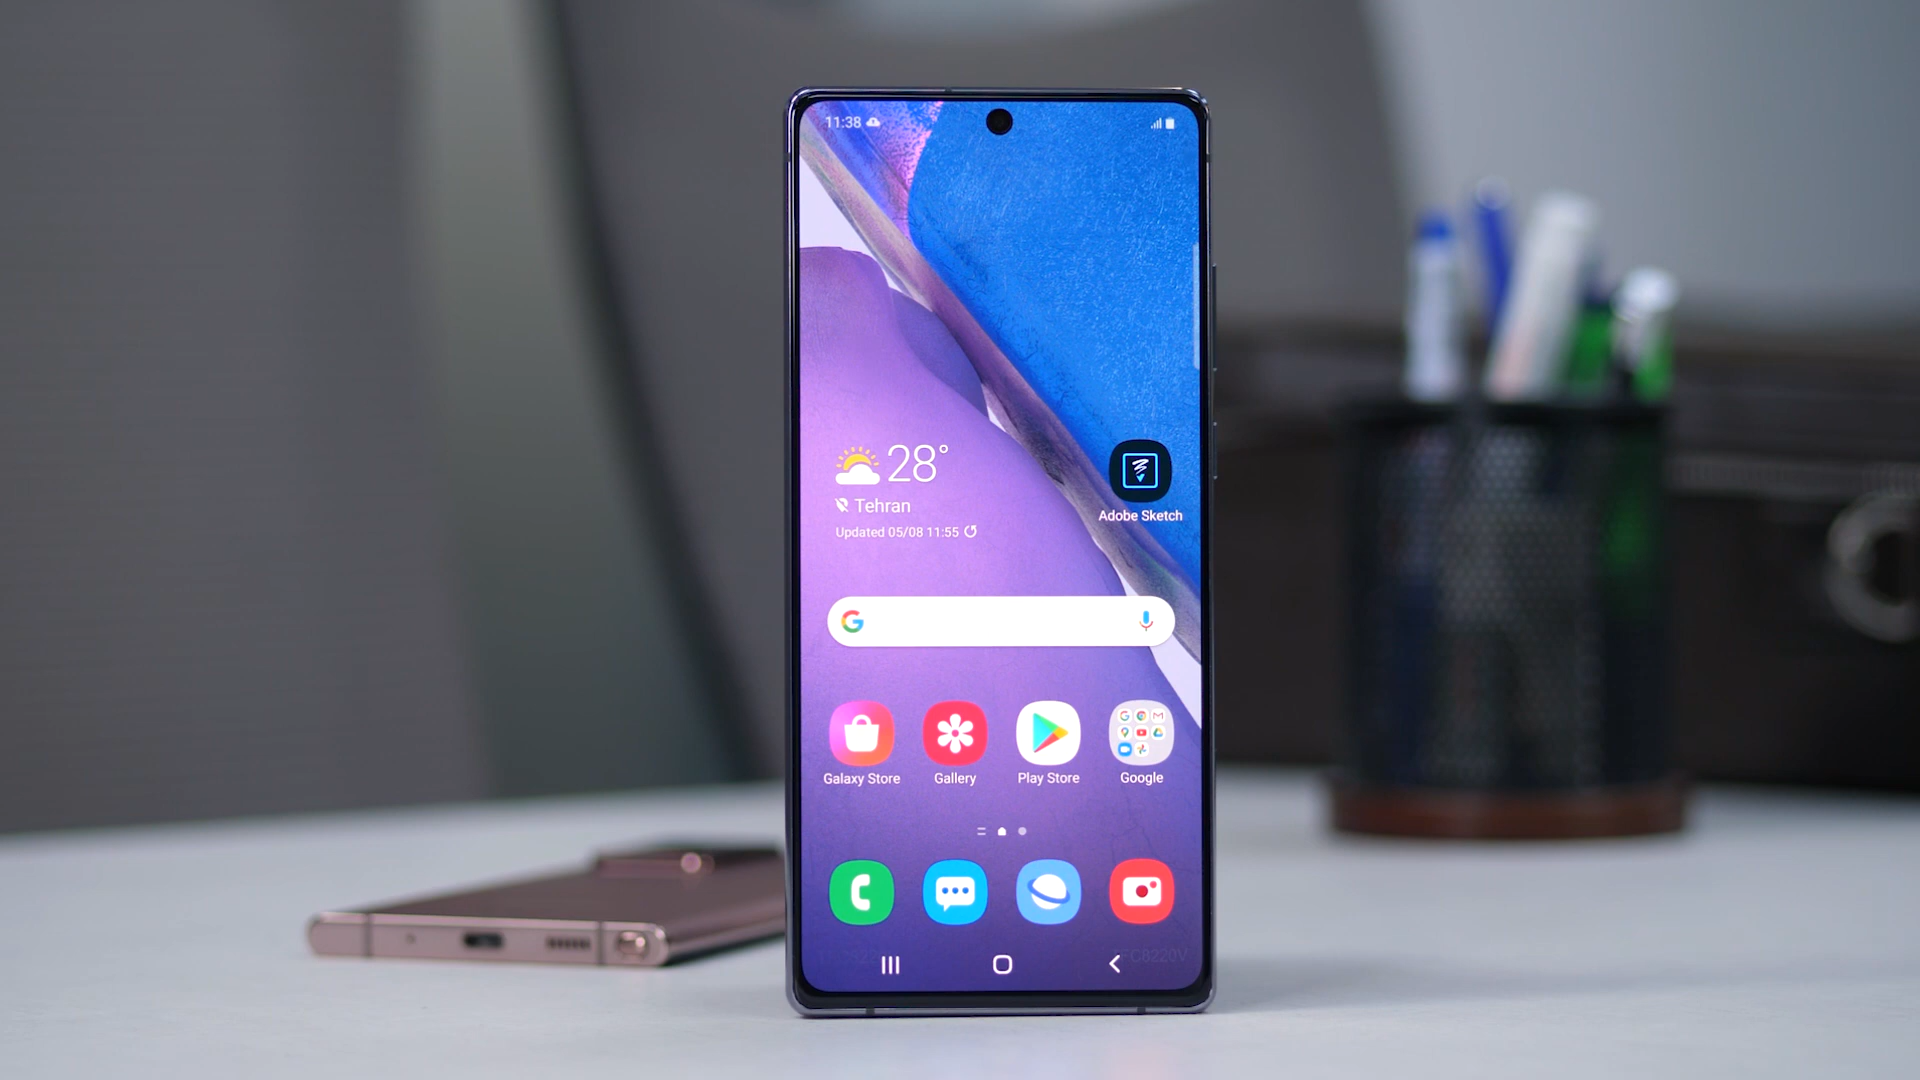 11:38
28°
Tehran
Updated 05/08 11:55
Adobe Sketch
Galaxy Store
Gallery
Play Store
Google